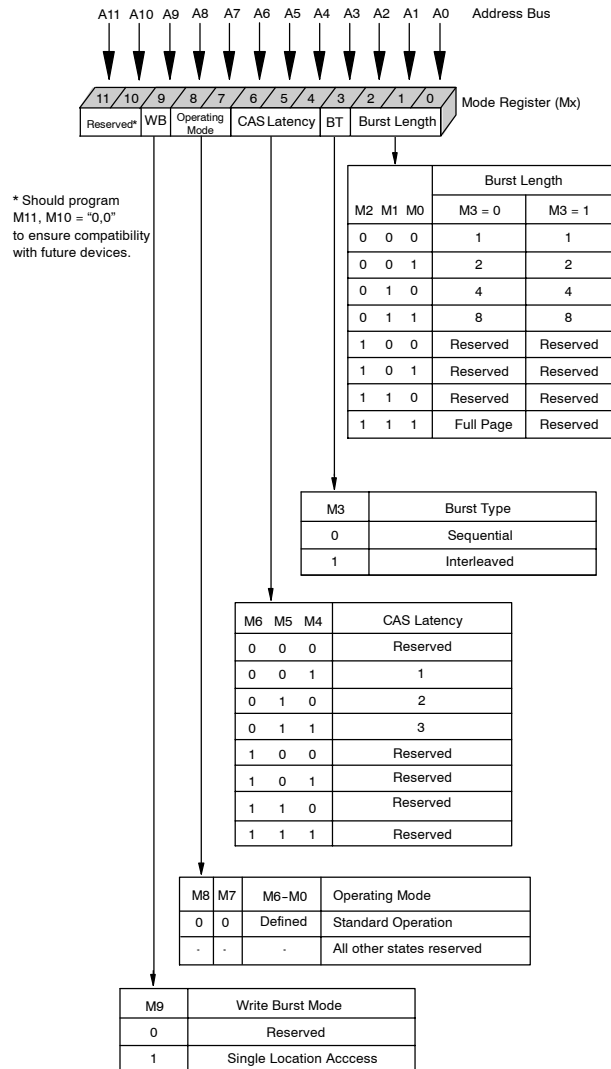 A11 A10 A9 A8 A7 A6 A5 A4 A3 A2 A1 A0 Address Bus
11 10 9 8 7 6 5 4 3 2 1 0 Mode Register (Mx)
Reserved* WB Operating Mode CAS Latency BT Burst Length
* Should program
M11, M10 = “0,0”
to ensure compatibility
with future devices.
Burst Length
M2 M1 M0 M3 = 0 M3 = 1
0 0 0 1 1
0 0 1 2 2
0 1 0 4 4
0 1 1 8 8
1 0 0 Reserved Reserved
1 0 1 Reserved Reserved
1 1 0 Reserved Reserved
1 1 1 Full Page Reserved
M3 Burst Type
0 Sequential
1 Interleaved
M6 M5 M4 CAS Latency
0 0 0 Reserved
0 0 1 1
0 1 0 2
0 1 1 3
1 0 0 Reserved
1 0 1 Reserved
1 1 0 Reserved
1 1 1 Reserved
M8 M7 M6-M0 Operating Mode
0 0 Defined Standard Operation
- - - All other states reserved
M9 Write Burst Mode
0 Reserved
1 Single Location Acccess